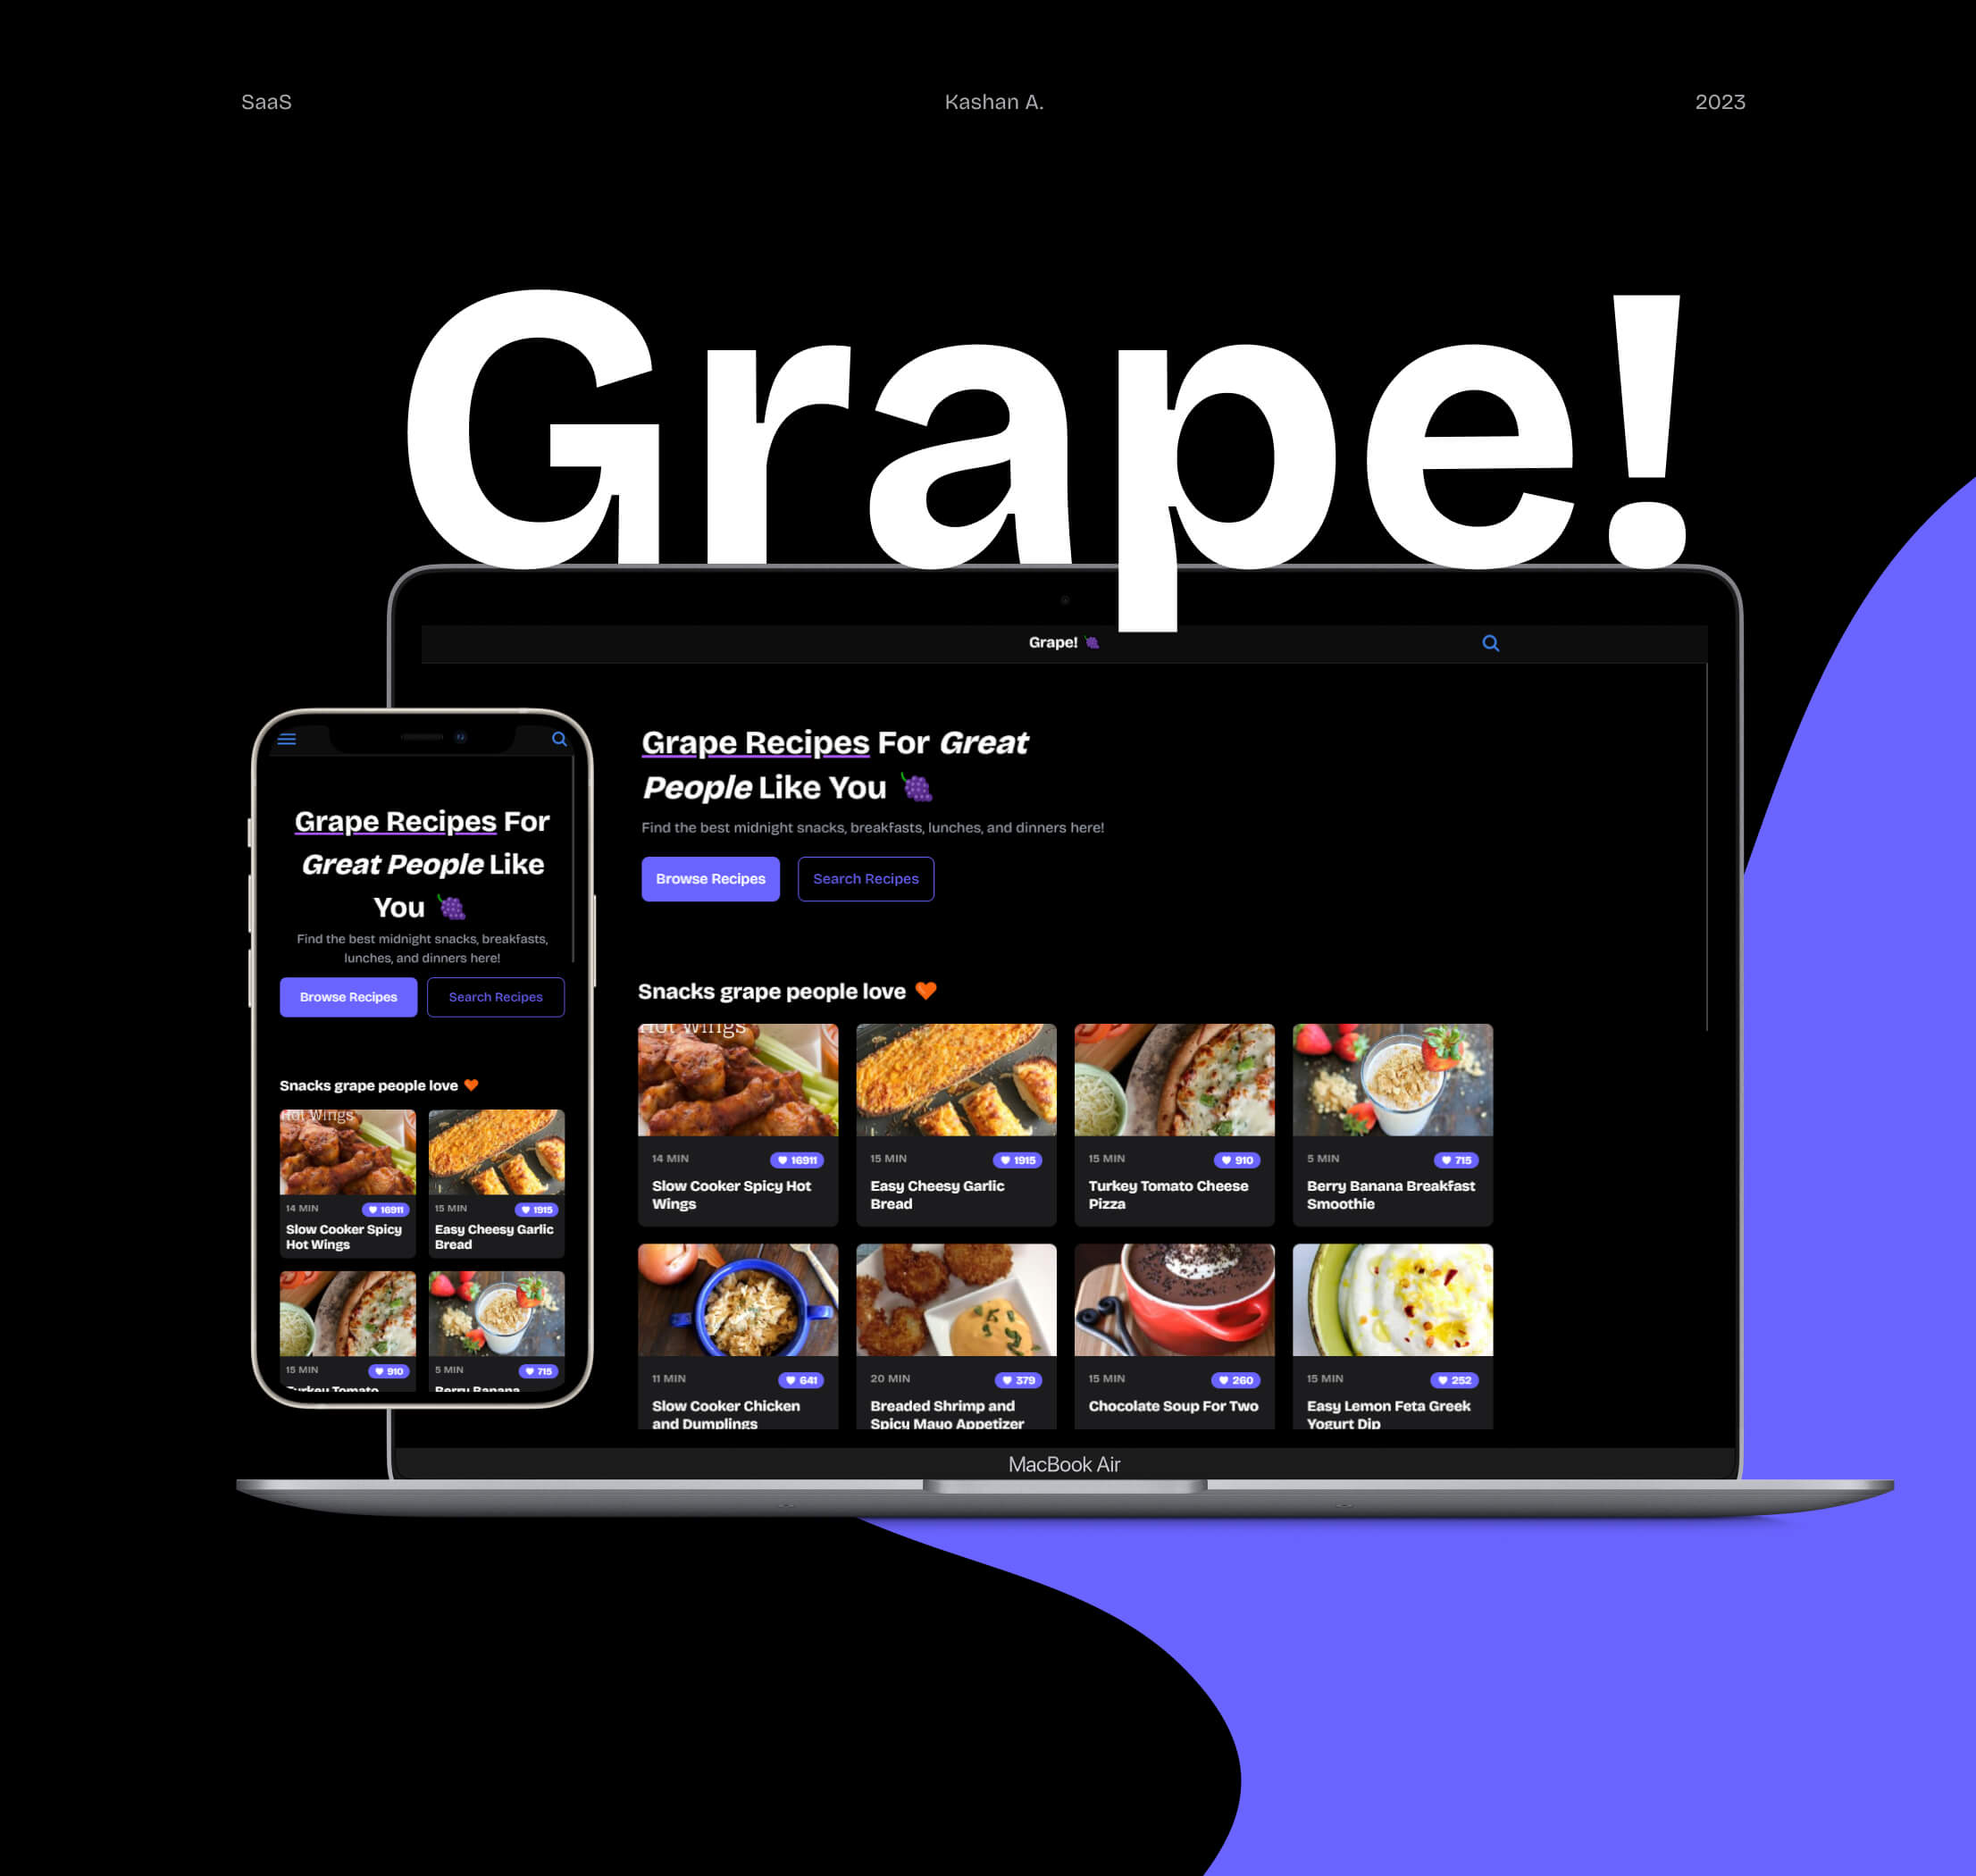 SaaS
Kashan A.
2023
Grape!
Grape! 🍇
Grape Recipes For Great
People Like You 🍇
Find the best midnight snacks, breakfasts, lunches, and dinners here!
Browse Recipes
Search Recipes
Snacks grape people love 🧡
Hot Wings
14 MIN
16911
Slow Cooker Spicy Hot
Wings
15 MIN
1915
Easy Cheesy Garlic
Bread
15 MIN
910
Turkey Tomato Cheese
Pizza
5 MIN
715
Berry Banana Breakfast
Smoothie
11 MIN
641
Slow Cooker Chicken
and Dumplings
20 MIN
379
Breaded Shrimp and
Spicy Mayo Appetizer
15 MIN
260
Chocolate Soup For Two
15 MIN
252
Easy Lemon Feta Greek
Yogurt Dip
MacBook Air
Grape Recipes For
Great People Like
You 🍇
Find the best midnight snacks, breakfasts,
lunches, and dinners here!
Browse Recipes
Search Recipes
Snacks grape people love 🧡
Hot Wings
14 MIN
16911
Slow Cooker Spicy
Hot Wings
15 MIN
1915
Easy Cheesy Garlic
Bread
15 MIN
910
Turkey Tomato
5 MIN
715
Berry Banana